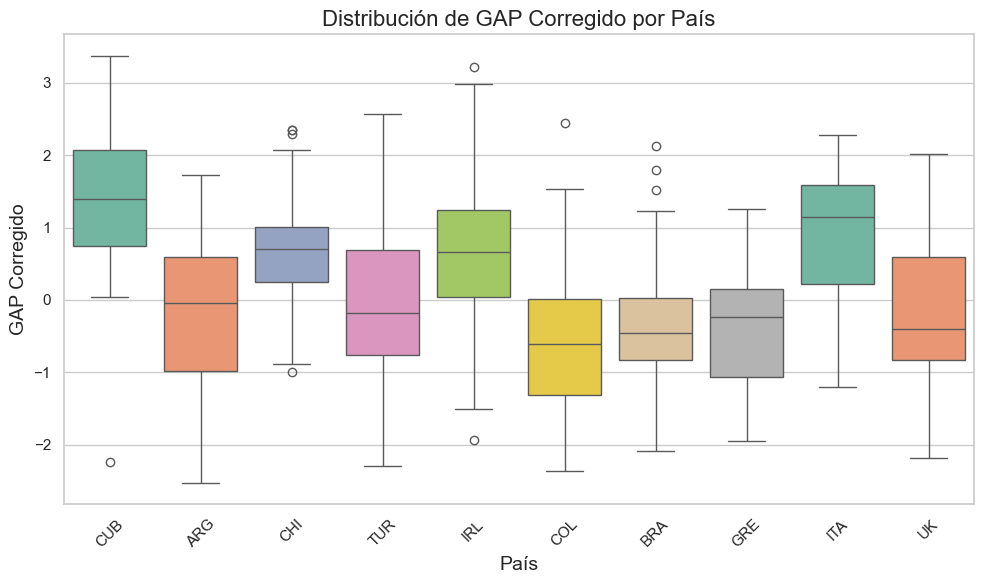 Distribución de GAP Corregido por País
GAP Corregido
3
2
1
0
−1
−2
CUB
ARG
CHI
TUR
IRL
COL
BRA
GRE
ITA
UK
País